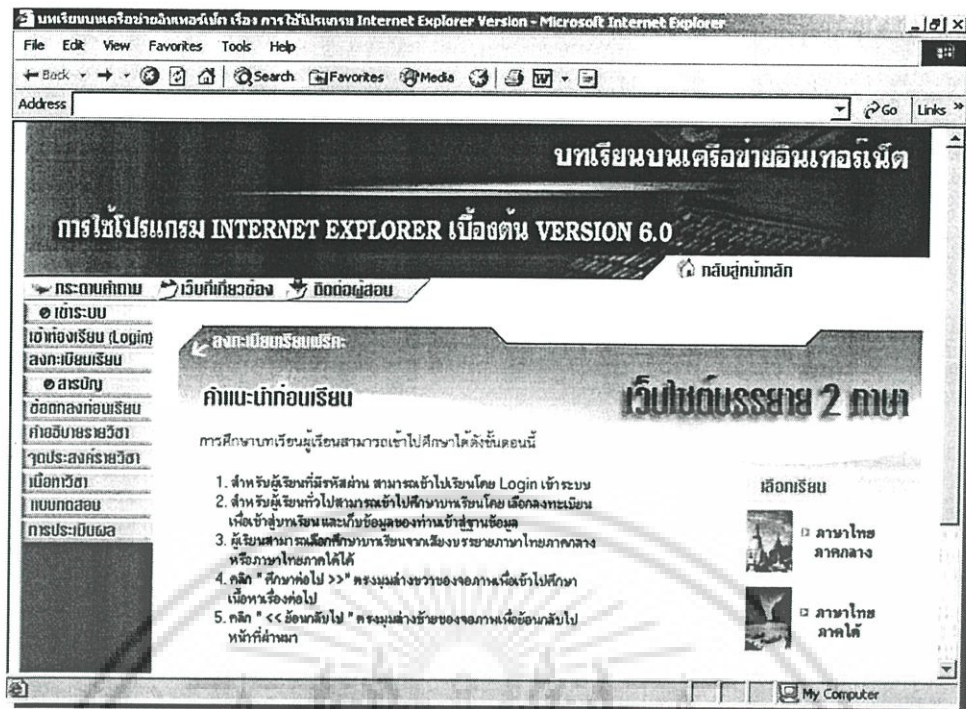 บทเรียนบนเครือข่ายอินเทอร์เน็ต เรื่อง การใช้โปรแกรม Internet Explorer Version - Microsoft Internet Explorer
File Edit View Favorites Tools Help
Back Search Favorites Media
Address Go Links »
บทเรียนบนเครือข่ายอินเทอร์เน็ต
การใช้โปรแกรม INTERNET EXPLORER เบื้องต้น VERSION 6.0
กลับสู่หน้าหลัก
กระดานคำถาม เว็บที่เกี่ยวข้อง ติดต่อผู้สอน
เข้าระบบ
เข้าห้องเรียน (Login)
ลงทะเบียนเรียน
สารบัญ
ข้อตกลงก่อนเรียน
คำอธิบายรายวิชา
จุดประสงค์รายวิชา
เนื้อหาวิชา
แบบทดสอบ
การประเมินผล
ลงทะเบียนเรียนฟรีคะ
คำแนะนำก่อนเรียน
เว็บไซต์บรรยาย 2 ภาษา
การศึกษาบทเรียนผู้เรียนสามารถเข้าไปศึกษาได้ดังขั้นตอนนี้
1. สำหรับผู้เรียนที่มีรหัสผ่าน สามารถเข้าไปเรียนโดย Login เข้าระบบ
2. สำหรับผู้เรียนทั่วไปสามารถเข้าไปศึกษาบทเรียนโดย เลือกลงทะเบียน
เพื่อเข้าสู่บทเรียน และเก็บข้อมูลของท่านเข้าสู่ฐานข้อมูล
3. ผู้เรียนสามารถเลือกศึกษาบทเรียนจากเสียงบรรยายภาษาไทยภาคกลาง
หรือภาษาไทยภาคใต้ได้
4. คลิก " ศึกษาต่อไป >>" ตรงมุมล่างขวาของจอภาพเพื่อเข้าไปศึกษา
เนื้อหาเรื่องต่อไป
5. คลิก " << ย้อนกลับไป " ตรงมุมล่างซ้ายของจอภาพเพื่อย้อนกลับไป
หน้าที่ผ่านมา
เลือกเรียน
ภาษาไทย
ภาคกลาง
ภาษาไทย
ภาคใต้
My Computer